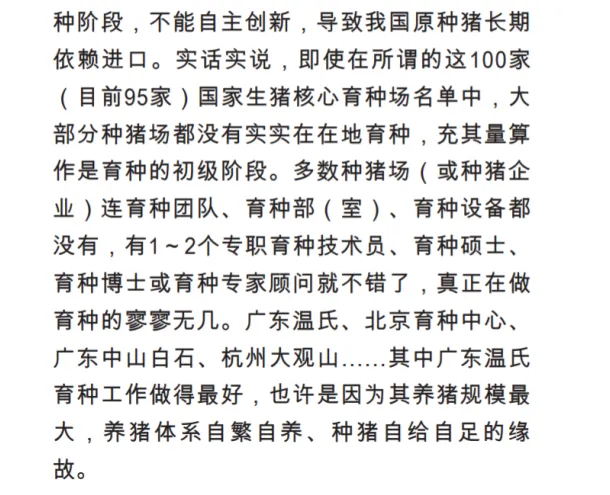 种阶段，不能自主创新，导致我国原种猪长期
依赖进口。实话实说，即使在所谓的这100家
（目前95家）国家生猪核心育种场名单中，大
部分种猪场都没有实实在在地育种，充其量算
作是育种的初级阶段。多数种猪场（或种猪企
业）连育种团队、育种部（室）、育种设备都
没有，有1～2个专职育种技术员、育种硕士、
育种博士或育种专家顾问就不错了，真正在做
育种的寥寥无几。广东温氏、北京育种中心、
广东中山白石、杭州大观山......其中广东温氏
育种工作做得最好，也许是因为其养猪规模最
大，养猪体系自繁自养、种猪自给自足的缘
故。